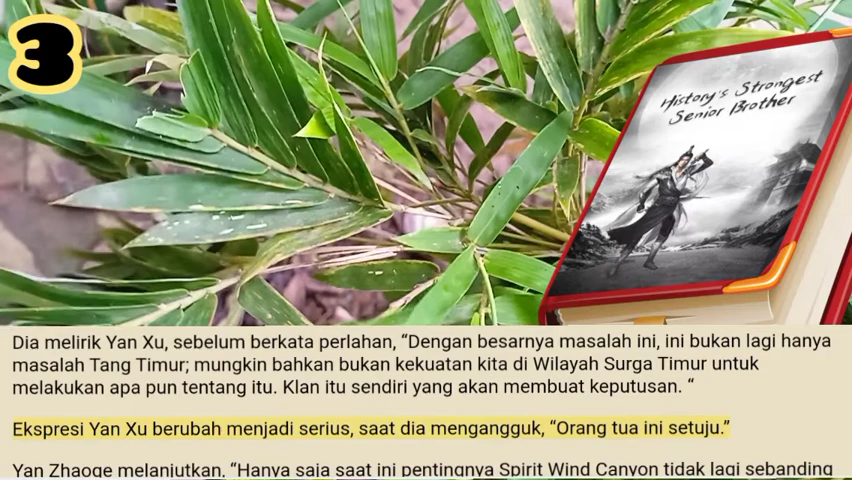 3
History's Strongest
Senior Brother
Dia melirik Yan Xu, sebelum berkata perlahan, “Dengan besarnya masalah ini, ini bukan lagi hanya
masalah Tang Timur; mungkin bahkan bukan kekuatan kita di Wilayah Surga Timur untuk
melakukan apa pun tentang itu. Klan itu sendiri yang akan membuat keputusan. “
Ekspresi Yan Xu berubah menjadi serius, saat dia mengangguk, “Orang tua ini setuju.”
Yan Zhaoge melanjutkan, “Hanya saja saat ini pentingnya Spirit Wind Canyon tidak lagi sebanding